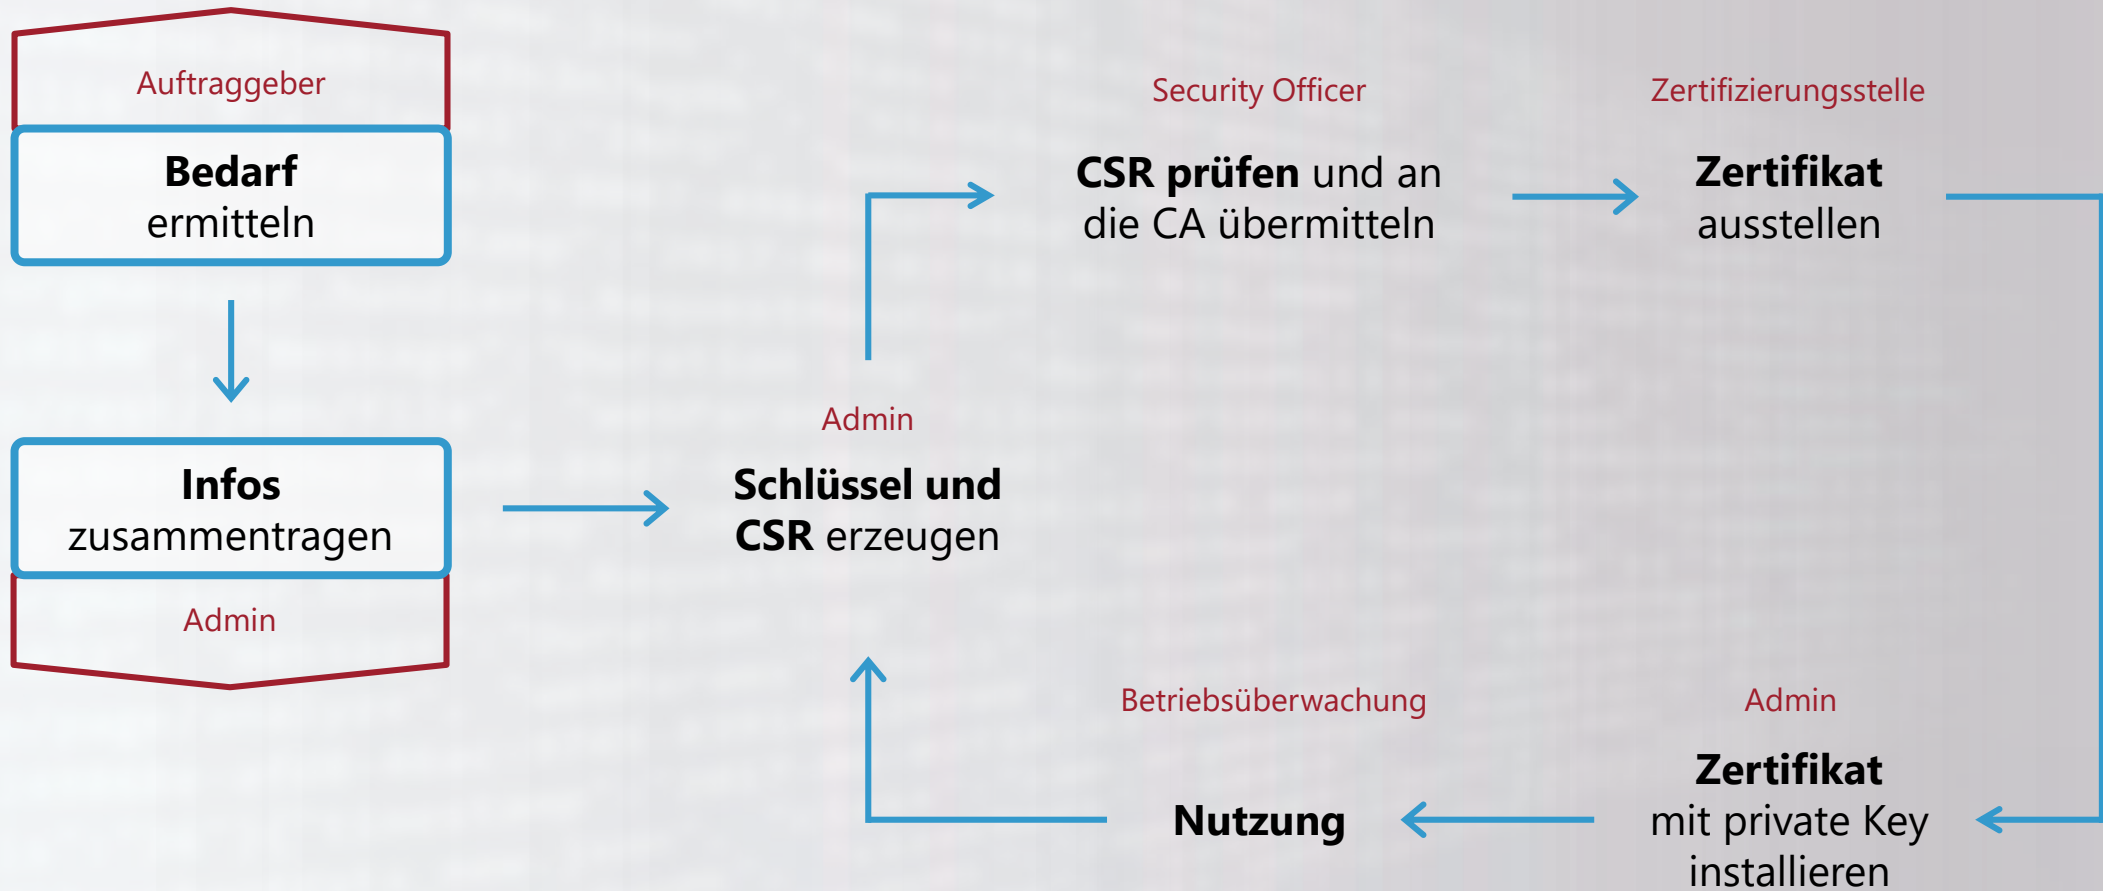 Auftraggeber
Bedarf
ermitteln
Infos
zusammentragen
Admin
Admin
Schlüssel und
CSR erzeugen
Security Officer
CSR prüfen und an
die CA übermitteln
Zertifizierungsstelle
Zertifikat
ausstellen
Admin
Zertifikat
mit private Key
installieren
Betriebsüberwachung
Nutzung